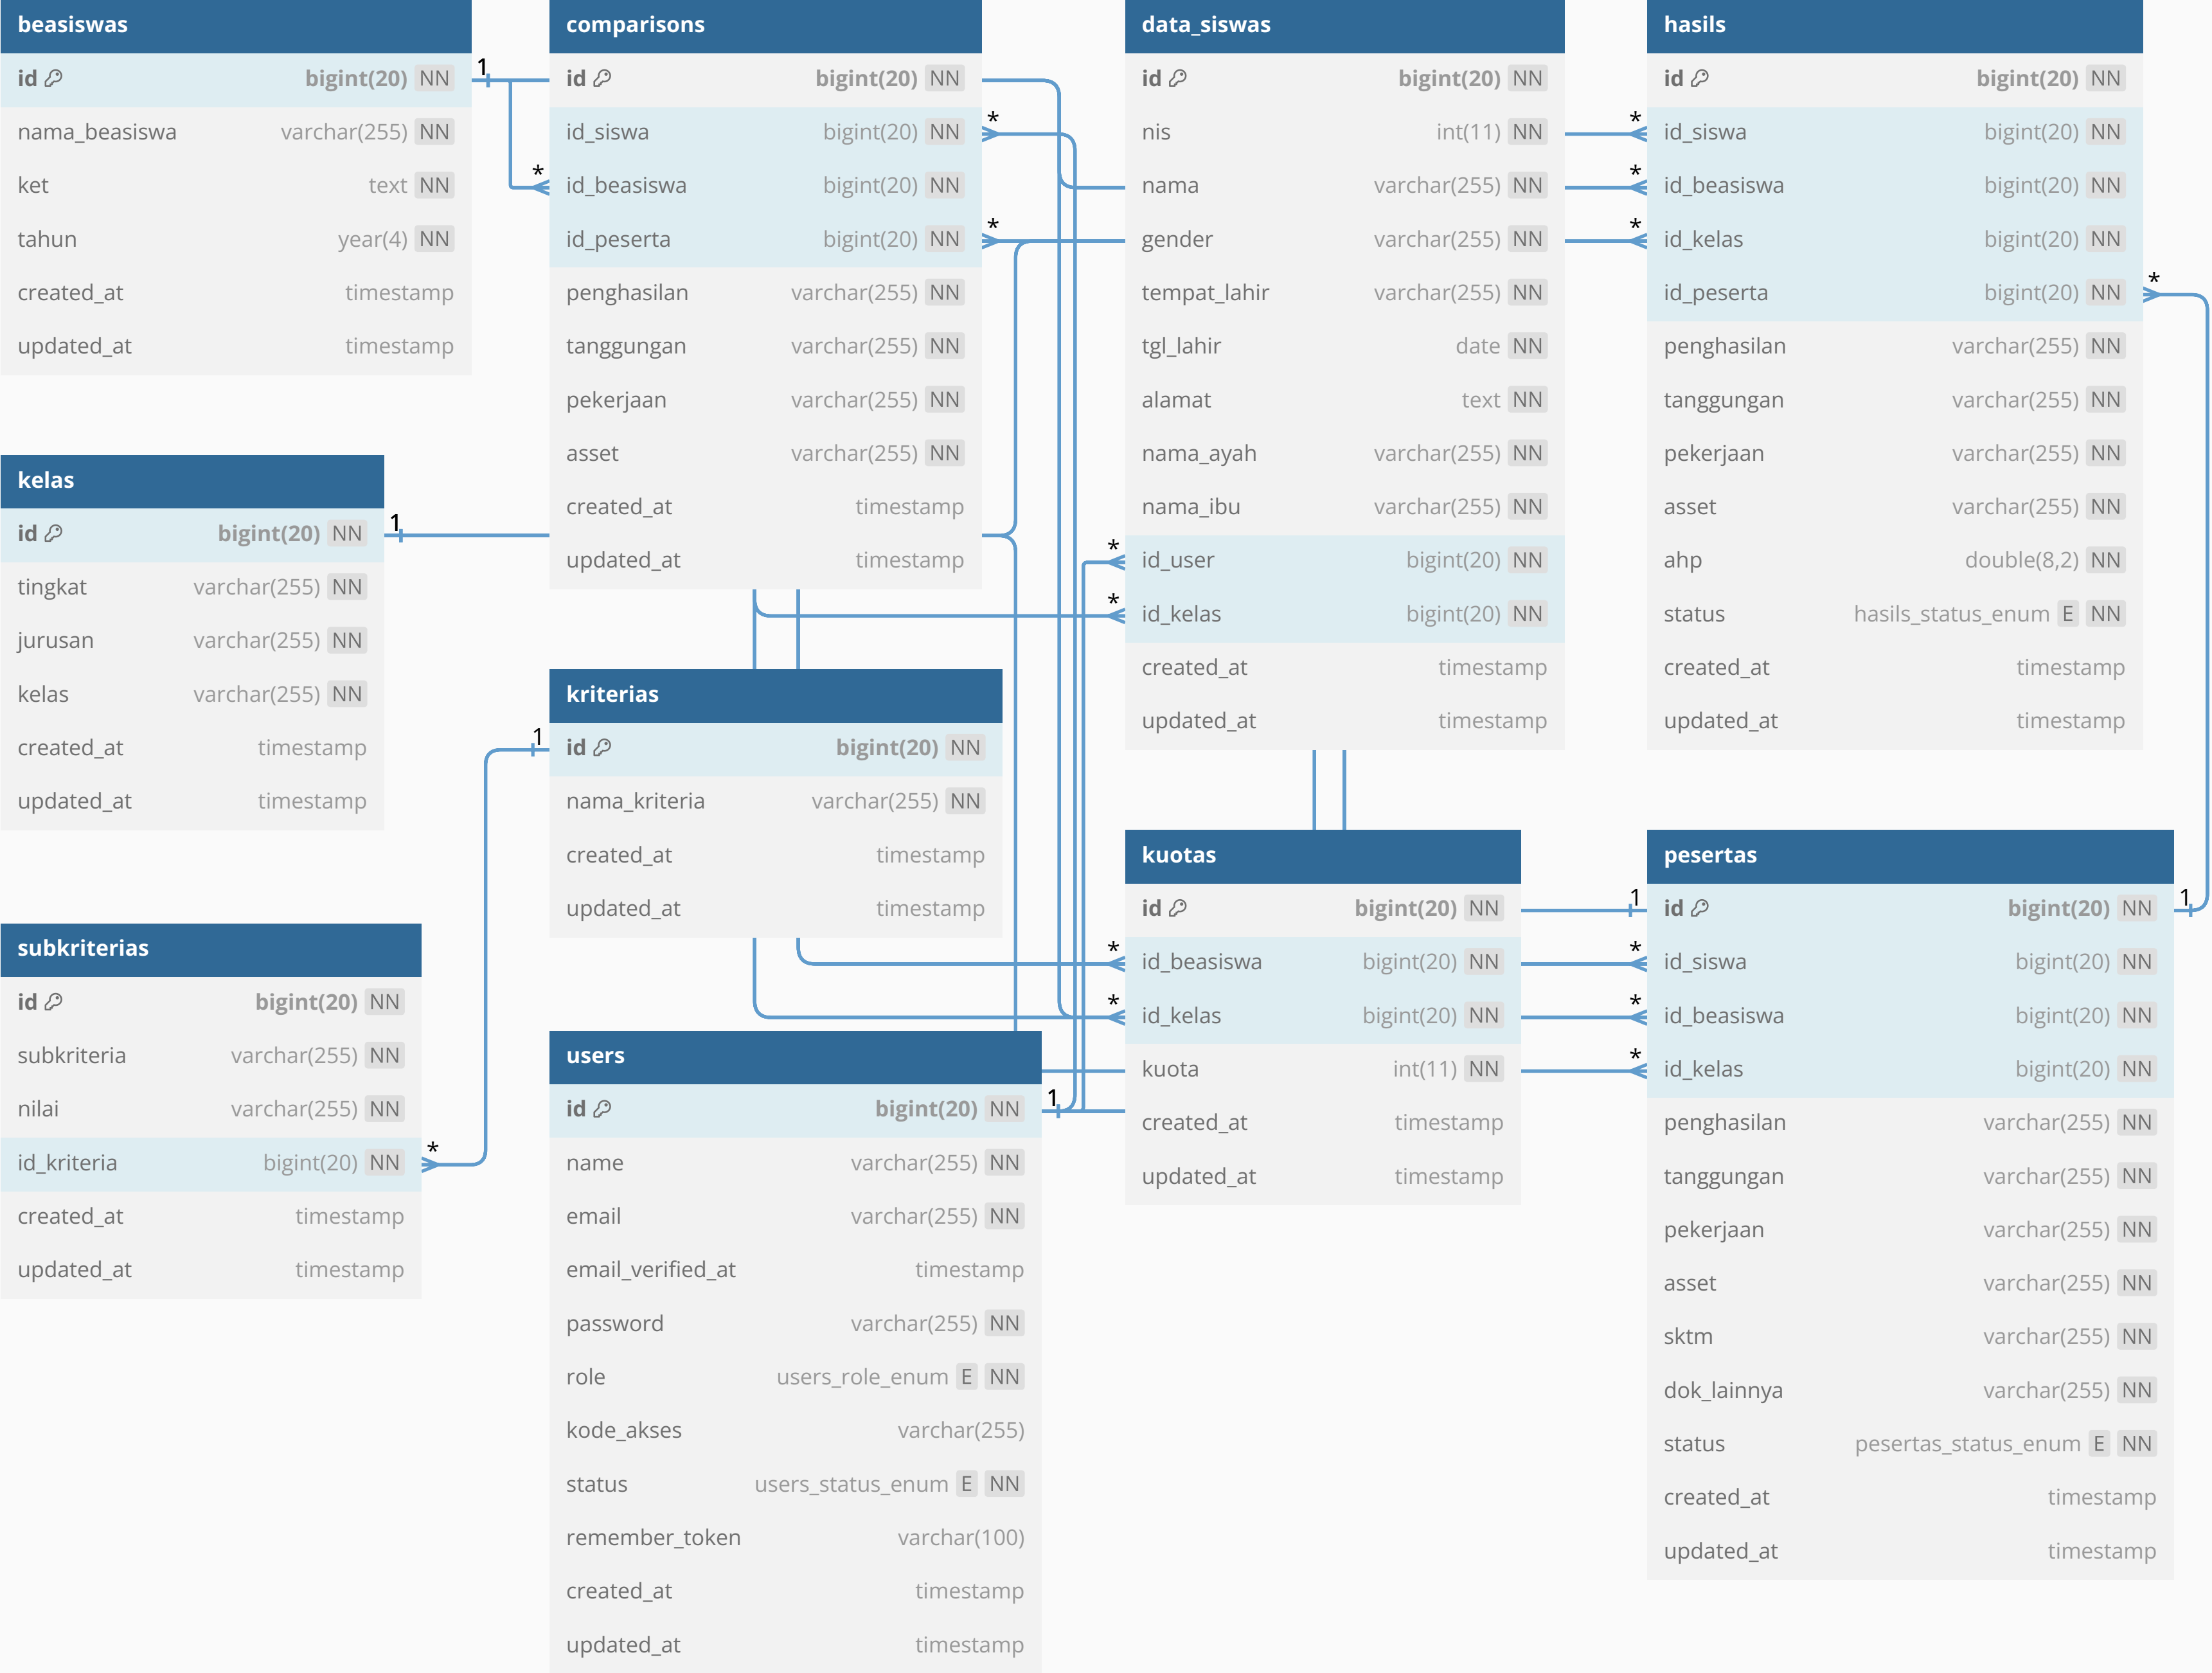 beasiswas
id bigint(20) NN
nama_beasiswa varchar(255) NN
ket text NN
tahun year(4) NN
created_at timestamp
updated_at timestamp
1
*
comparisons
id bigint(20) NN
id_siswa bigint(20) NN
id_beasiswa bigint(20) NN
id_peserta bigint(20) NN
penghasilan varchar(255) NN
tanggungan varchar(255) NN
pekerjaan varchar(255) NN
asset varchar(255) NN
created_at timestamp
updated_at timestamp
*
*
data_siswas
id bigint(20) NN
nis int(11) NN
nama varchar(255) NN
gender varchar(255) NN
tempat_lahir varchar(255) NN
tgl_lahir date NN
alamat text NN
nama_ayah varchar(255) NN
nama_ibu varchar(255) NN
* id_user bigint(20) NN
* id_kelas bigint(20) NN
created_at timestamp
updated_at timestamp
hasils
id bigint(20) NN
* id_siswa bigint(20) NN
* id_beasiswa bigint(20) NN
* id_kelas bigint(20) NN
id_peserta bigint(20) NN *
penghasilan varchar(255) NN
tanggungan varchar(255) NN
pekerjaan varchar(255) NN
asset varchar(255) NN
ahp double(8,2) NN
status hasils_status_enum E NN
created_at timestamp
updated_at timestamp
kelas
id bigint(20) NN 1
tingkat varchar(255) NN
jurusan varchar(255) NN
kelas varchar(255) NN
created_at timestamp
updated_at timestamp
kriterias
1 id bigint(20) NN
nama_kriteria varchar(255) NN
created_at timestamp
updated_at timestamp
kuotas
id bigint(20) NN
* id_beasiswa bigint(20) NN
* id_kelas bigint(20) NN
kuota int(11) NN
created_at timestamp
updated_at timestamp
pesertas
1 id bigint(20) NN 1
* id_siswa bigint(20) NN
* id_beasiswa bigint(20) NN
* id_kelas bigint(20) NN
penghasilan varchar(255) NN
tanggungan varchar(255) NN
pekerjaan varchar(255) NN
asset varchar(255) NN
sktm varchar(255) NN
dok_lainnya varchar(255) NN
status pesertas_status_enum E NN
created_at timestamp
updated_at timestamp
subkriterias
id bigint(20) NN
subkriteria varchar(255) NN
nilai varchar(255) NN
id_kriteria bigint(20) NN *
created_at timestamp
updated_at timestamp
users
id bigint(20) NN 1
name varchar(255) NN
email varchar(255) NN
email_verified_at timestamp
password varchar(255) NN
role users_role_enum E NN
kode_akses varchar(255)
status users_status_enum E NN
remember_token varchar(100)
created_at timestamp
updated_at timestamp